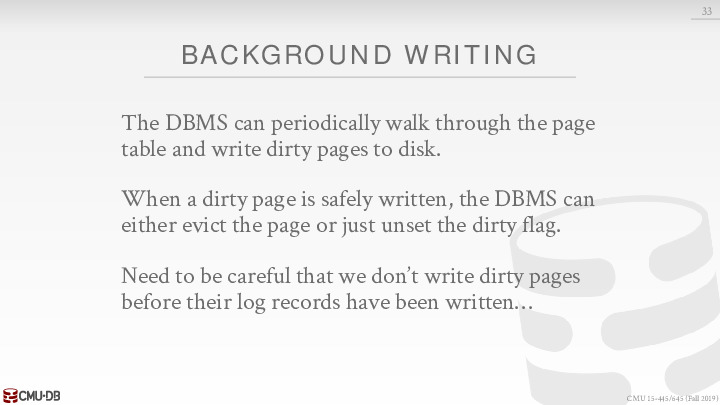 33
BACKGROUND WRITING
The DBMS can periodically walk through the page
table and write dirty pages to disk.
When a dirty page is safely written, the DBMS can
either evict the page or just unset the dirty flag.
Need to be careful that we don’t write dirty pages
before their log records have been written…
CMU·DB
CMU 15-445/645 (Fall 2019)